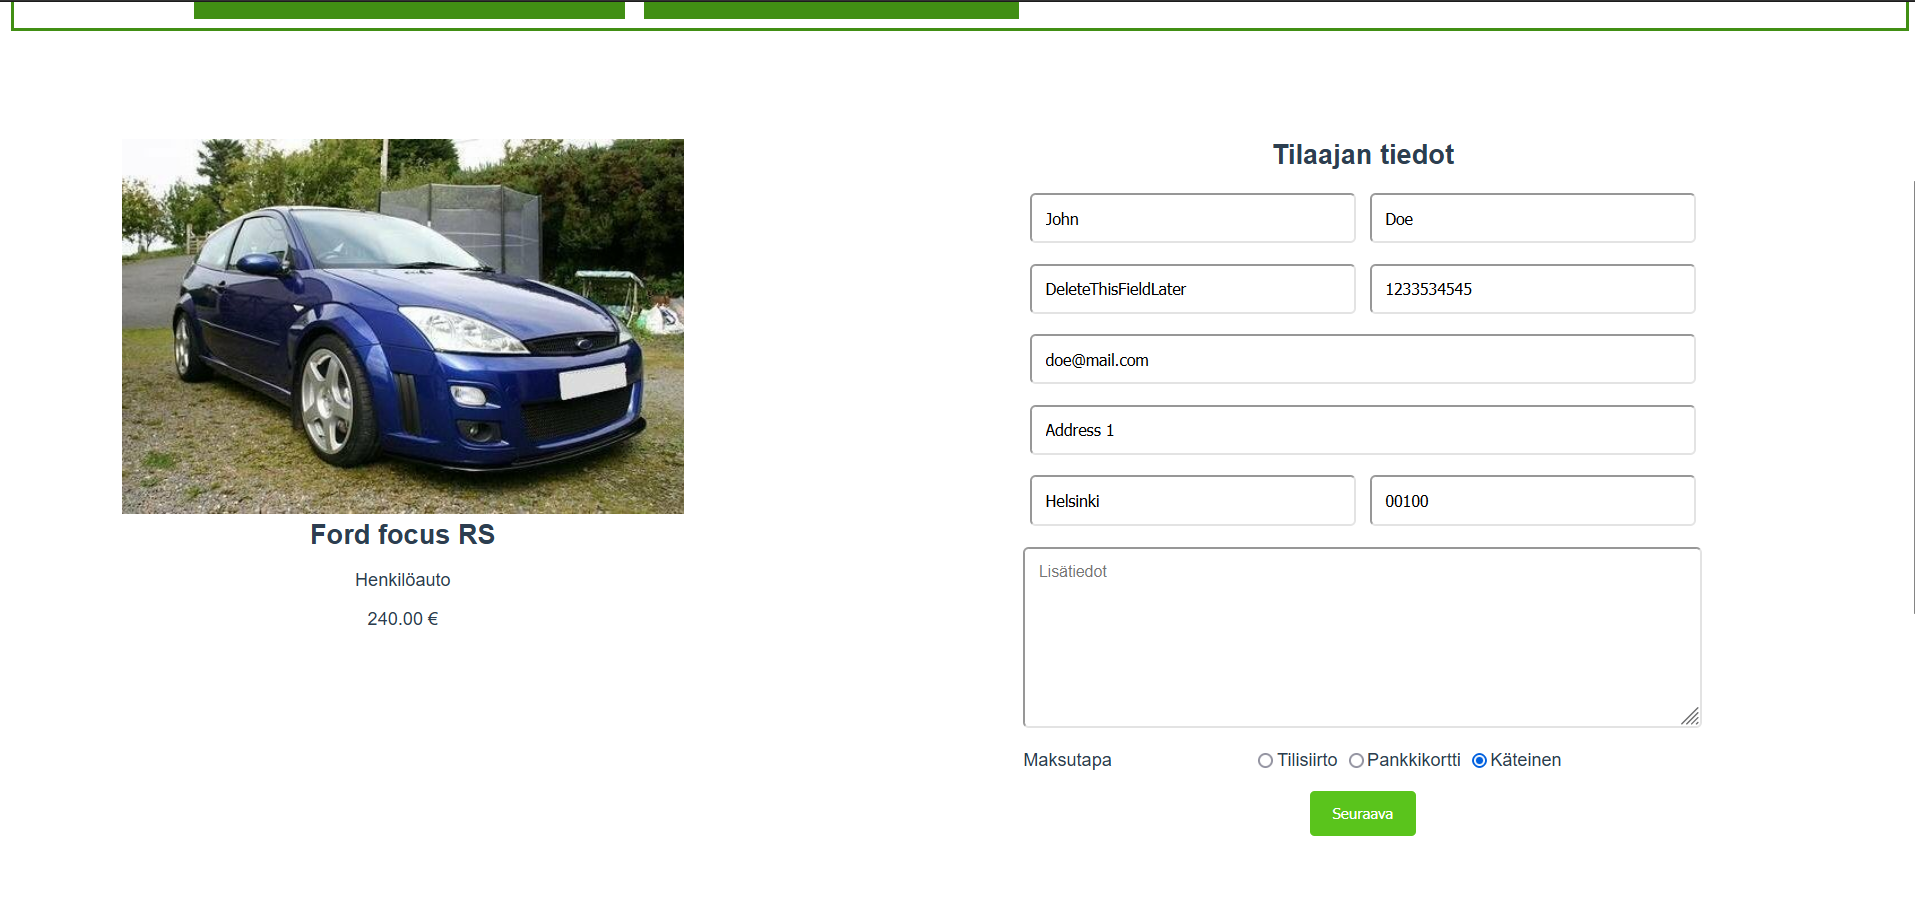 Ford focus RS
Henkilöauto
240.00 €
Tilaajan tiedot
John Doe
DeleteThisFieldLater 1233534545
doe@mail.com
Address 1
Helsinki 00100
Lisätiedot
Maksutapa Tilisiirto Pankkikortti Käteinen
Seuraava